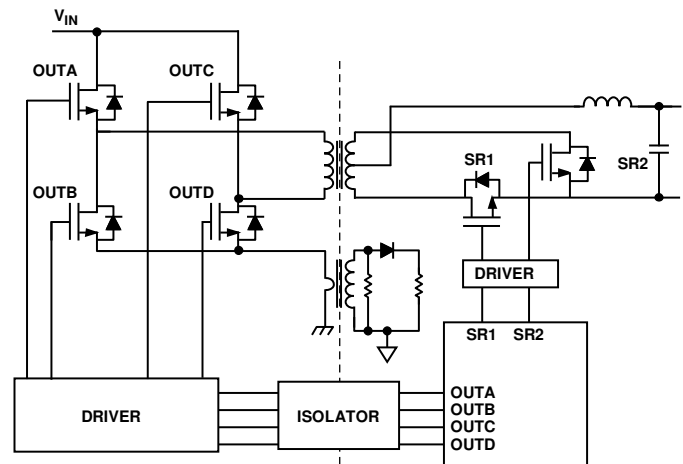 VIN
OUTA
OUTC
SR1
SR2
OUTB
OUTD
DRIVER
SR1 SR2
DRIVER
ISOLATOR
OUTA
OUTB
OUTC
OUTD